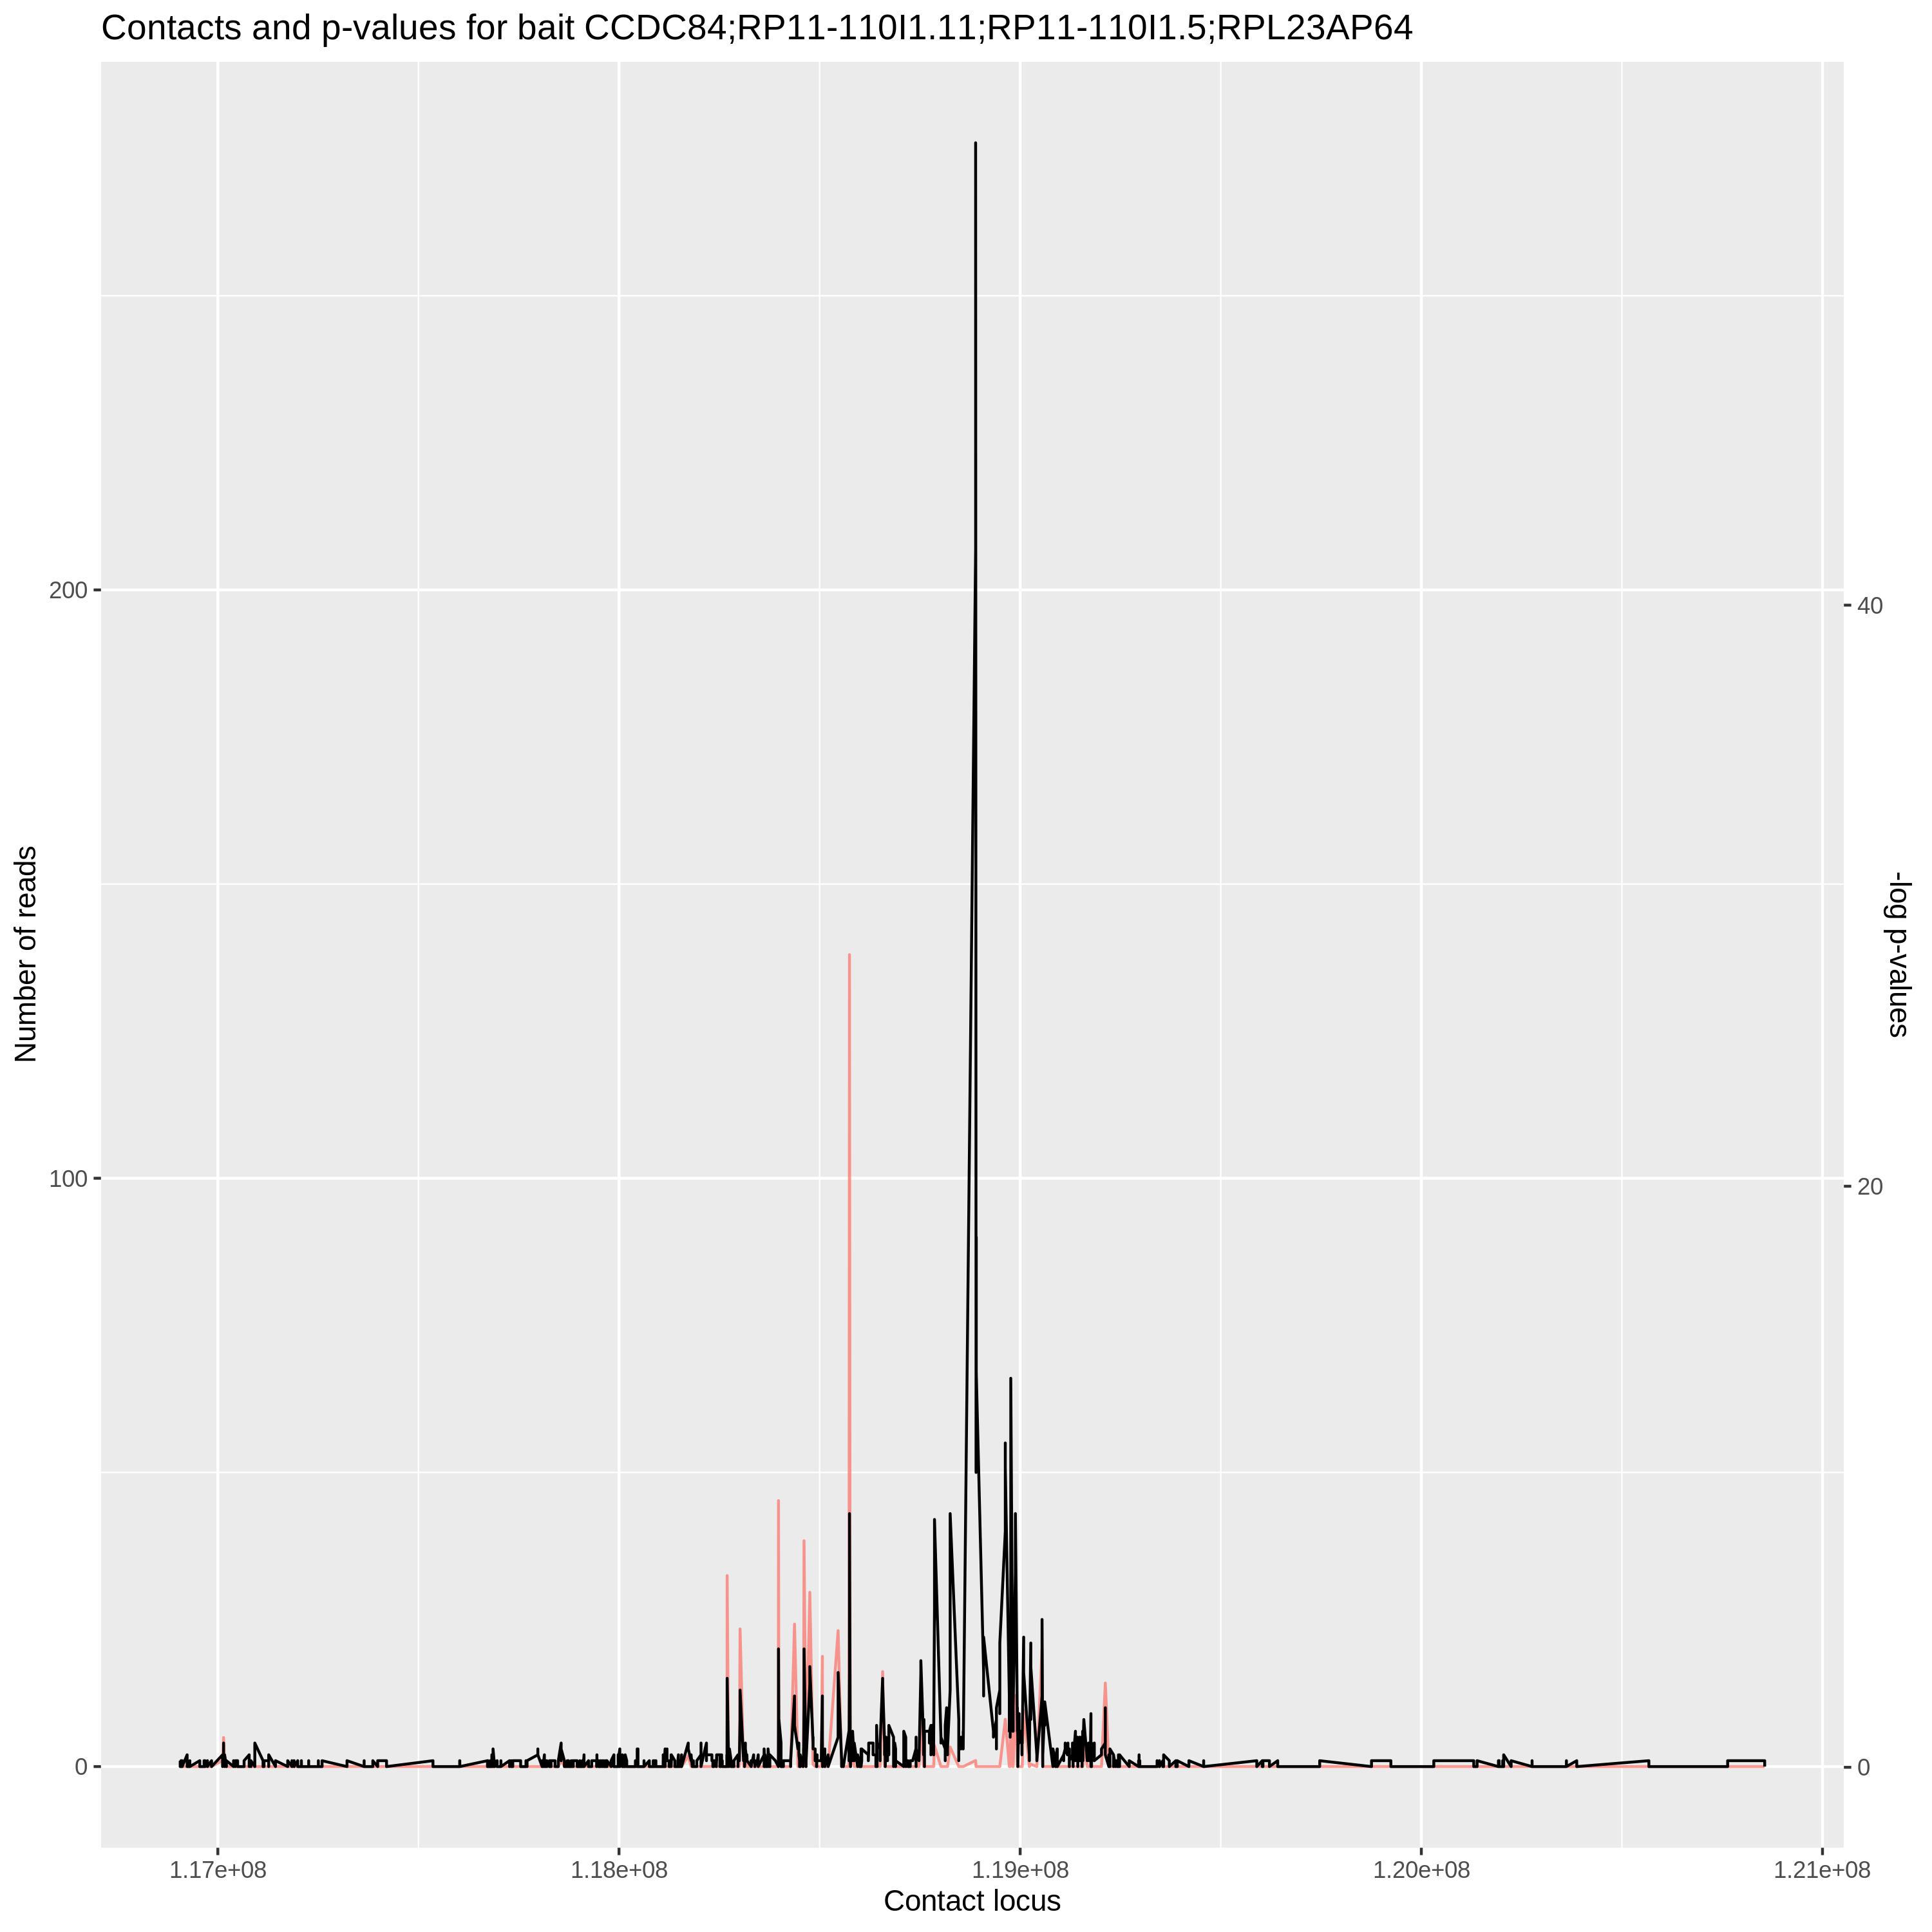 Contacts and p-values for bait CCDC84;RP11-110I1.11;RP11-110I1.5;RPL23AP64
200
100
0
Number of reads
40
20
0
-log p-values
1.17e+08
1.18e+08
1.19e+08
1.20e+08
1.21e+08
Contact locus